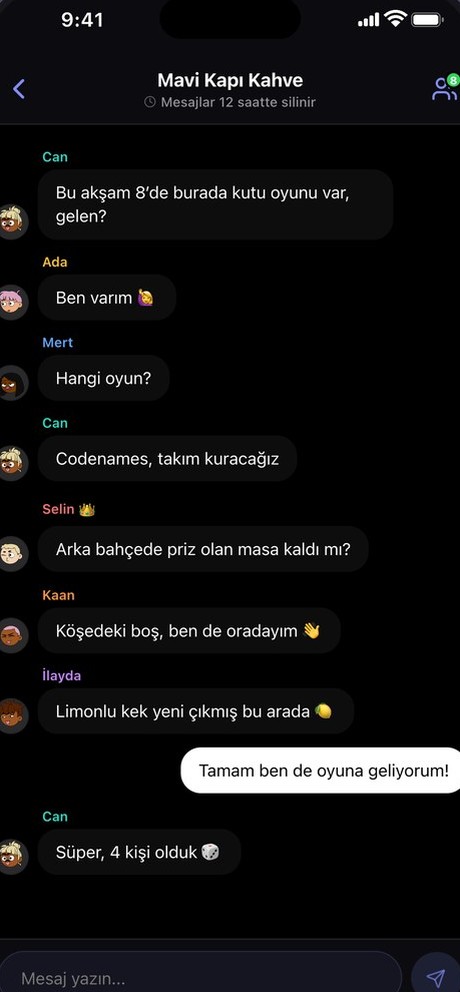 9:41
Mavi Kapı Kahve
Mesajlar 12 saatte silinir
8
Can
Bu akşam 8’de burada kutu oyunu var,
gelen?
Ada
Ben varım 🙋‍♀️
Mert
Hangi oyun?
Can
Codenames, takım kuracağız
Selin 👑
Arka bahçede priz olan masa kaldı mı?
Kaan
Köşedeki boş, ben de oradayım 👋
İlayda
Limonlu kek yeni çıkmış bu arada 🍋
Tamam ben de oyuna geliyorum!
Can
Süper, 4 kişi olduk 🎲
Mesaj yazın...